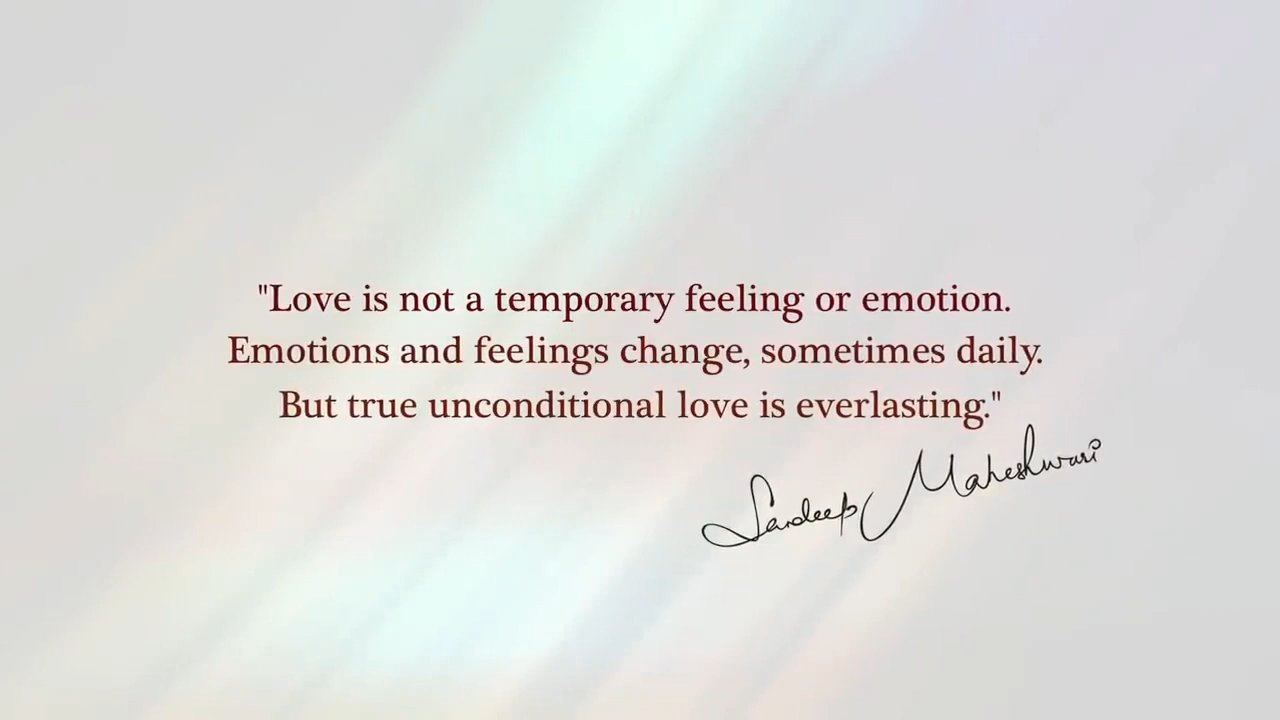 "Love is not a temporary feeling or emotion.
Emotions and feelings change, sometimes daily.
But true unconditional love is everlasting."
Sandeep Maheshwari